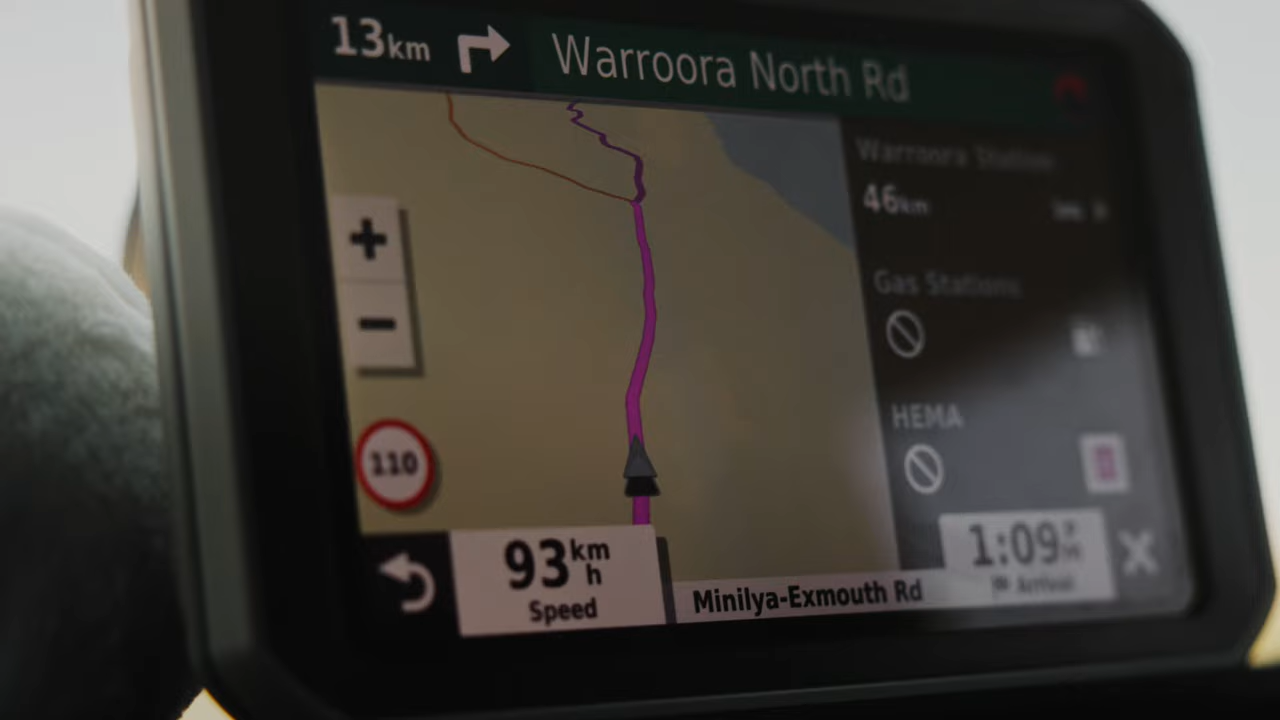 13km
Warroora North Rd
Warroora Station
46km
Gas Stations
HEMA
110
93 km
h
Speed
Minilya-Exmouth Rd
1:09 PM
Arrival